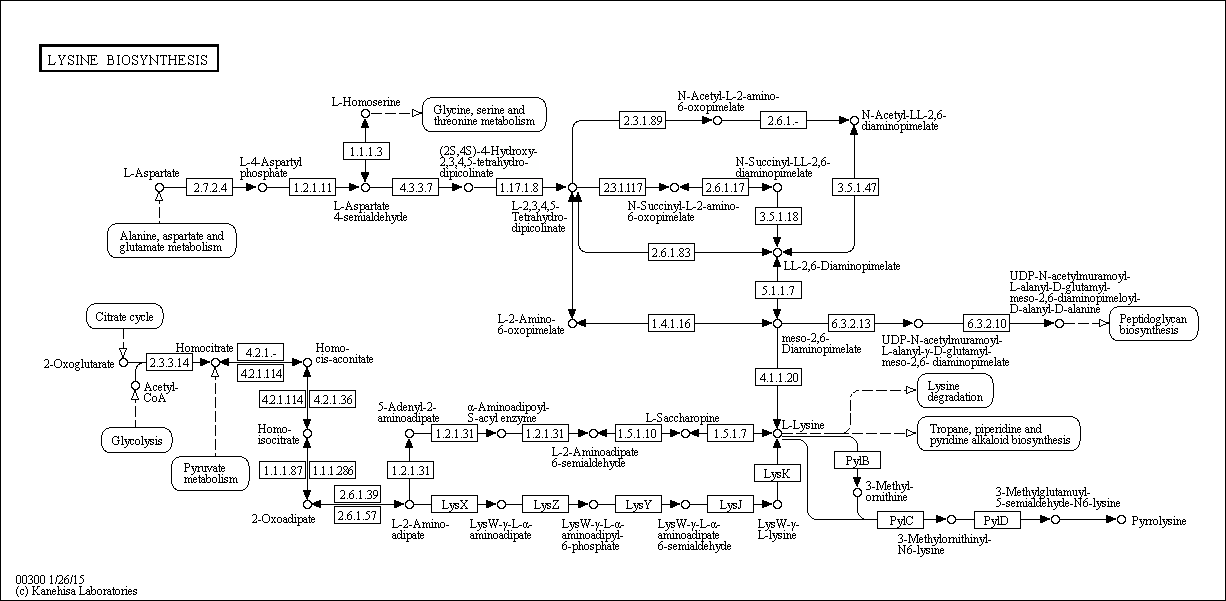 LYSINE BIOSYNTHESIS
L-Homoserine
Glycine, serine and
threonine metabolism
1.1.1.3
N-Acetyl-L-2-amino-
6-oxopimelate
2.3.1.89
2.6.1.-
N-Acetyl-LL-2,6-
diaminopimelate
L-Aspartate
2.7.2.4
L-4-Aspartyl
phosphate
1.2.1.11
L-Aspartate
4-semialdehyde
4.3.3.7
(2S,4S)-4-Hydroxy-
2,3,4,5-tetrahydro-
dipicolinate
1.17.1.8
L-2,3,4,5-
Tetrahydro-
dipicolinate
2.3.1.117
N-Succinyl-L-2-amino-
6-oxopimelate
2.6.1.17
N-Succinyl-LL-2,6-
diaminopimelate
3.5.1.47
3.5.1.18
Alanine, aspartate and
glutamate metabolism
2.6.1.83
LL-2,6-Diaminopimelate
5.1.1.7
L-2-Amino-
6-oxopimelate
1.4.1.16
meso-2,6-
Diaminopimelate
6.3.2.13
UDP-N-acetylmuramoyl-
L-alanyl-γ-D-glutamyl-
meso-2,6- diaminopimelate
6.3.2.10
UDP-N-acetylmuramoyl-
L-alanyl-D-glutamyl-
meso-2,6-diaminopimeloyl-
D-alanyl-D-alanine
Peptidoglycan
biosynthesis
Citrate cycle
2-Oxoglutarate
2.3.3.14
Homocitrate
4.2.1.-
4.2.1.114
Homo-
cis-aconitate
Acetyl-
CoA
Glycolysis
Pyruvate
metabolism
4.2.1.114
4.2.1.36
Homo-
isocitrate
1.1.1.87
1.1.1.286
2-Oxoadipate
2.6.1.39
2.6.1.57
L-2-Amino-
adipate
1.2.1.31
5-Adenyl-2-
aminoadipate
1.2.1.31
α-Aminoadipoyl-
S-acyl enzyme
1.2.1.31
L-2-Aminoadipate
6-semialdehyde
1.5.1.10
L-Saccharopine
1.5.1.7
L-Lysine
4.1.1.20
Lysine
degradation
Tropane, piperidine and
pyridine alkaloid biosynthesis
LysX
LysW-γ-L-α-
aminoadipate
LysZ
LysW-γ-L-α-
aminoadipyl-
6-phosphate
LysY
LysW-γ-L-α-
aminoadipate
6-semialdehyde
LysJ
LysW-γ-
L-lysine
LysK
PylB
3-Methyl-
ornithine
PylC
3-Methylornithinyl-
N6-lysine
PylD
3-Methylglutamuyl-
5-semialdehyde-N6-lysine
Pyrrolysine
00300 1/26/15
(c) Kanehisa Laboratories